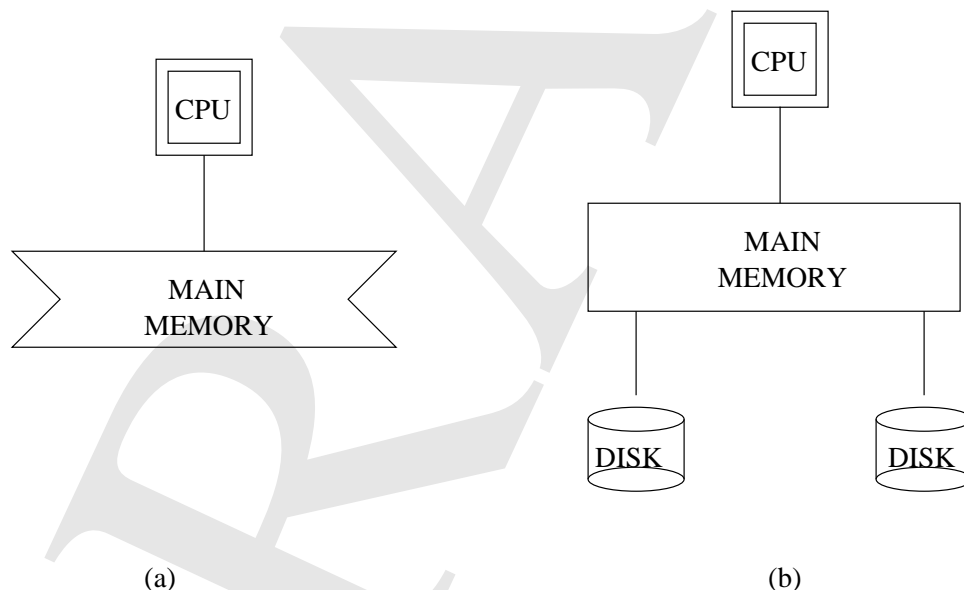 CPU
MAIN
MEMORY
(a)
CPU
MAIN
MEMORY
DISK
DISK
(b)